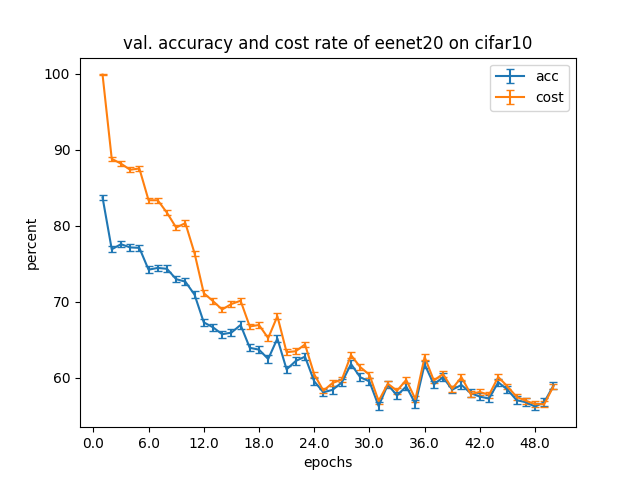 val. accuracy and cost rate of eenet20 on cifar10
100
90
80
70
60
percent
acc
cost
0.0 6.0 12.0 18.0 24.0 30.0 36.0 42.0 48.0
epochs